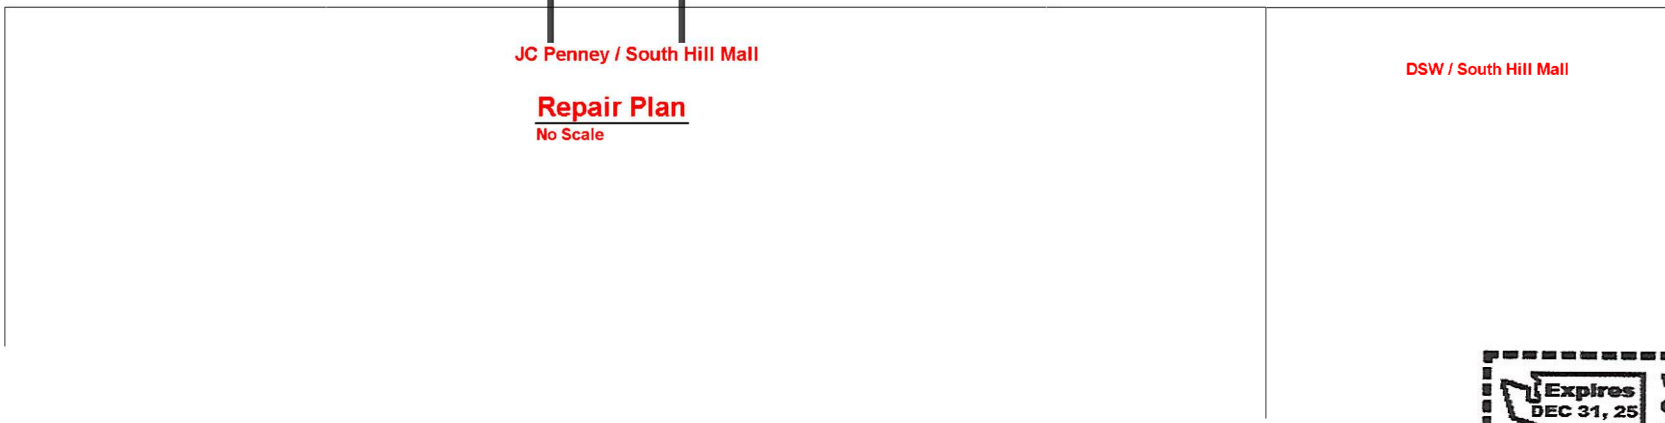 JC Penney / South Hill Mall
Repair Plan
No Scale
DSW / South Hill Mall
Expires
DEC 31, 25